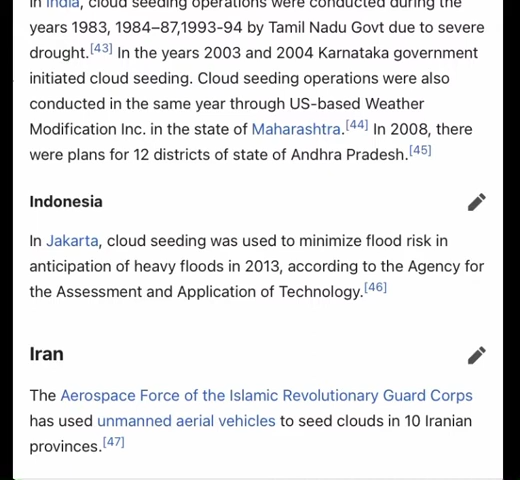 In India, cloud seeding operations were conducted during the
years 1983, 1984–87,1993-94 by Tamil Nadu Govt due to severe
drought.[43] In the years 2003 and 2004 Karnataka government
initiated cloud seeding. Cloud seeding operations were also
conducted in the same year through US-based Weather
Modification Inc. in the state of Maharashtra.[44] In 2008, there
were plans for 12 districts of state of Andhra Pradesh.[45]
Indonesia
In Jakarta, cloud seeding was used to minimize flood risk in
anticipation of heavy floods in 2013, according to the Agency for
the Assessment and Application of Technology.[46]
Iran
The Aerospace Force of the Islamic Revolutionary Guard Corps
has used unmanned aerial vehicles to seed clouds in 10 Iranian
provinces.[47]